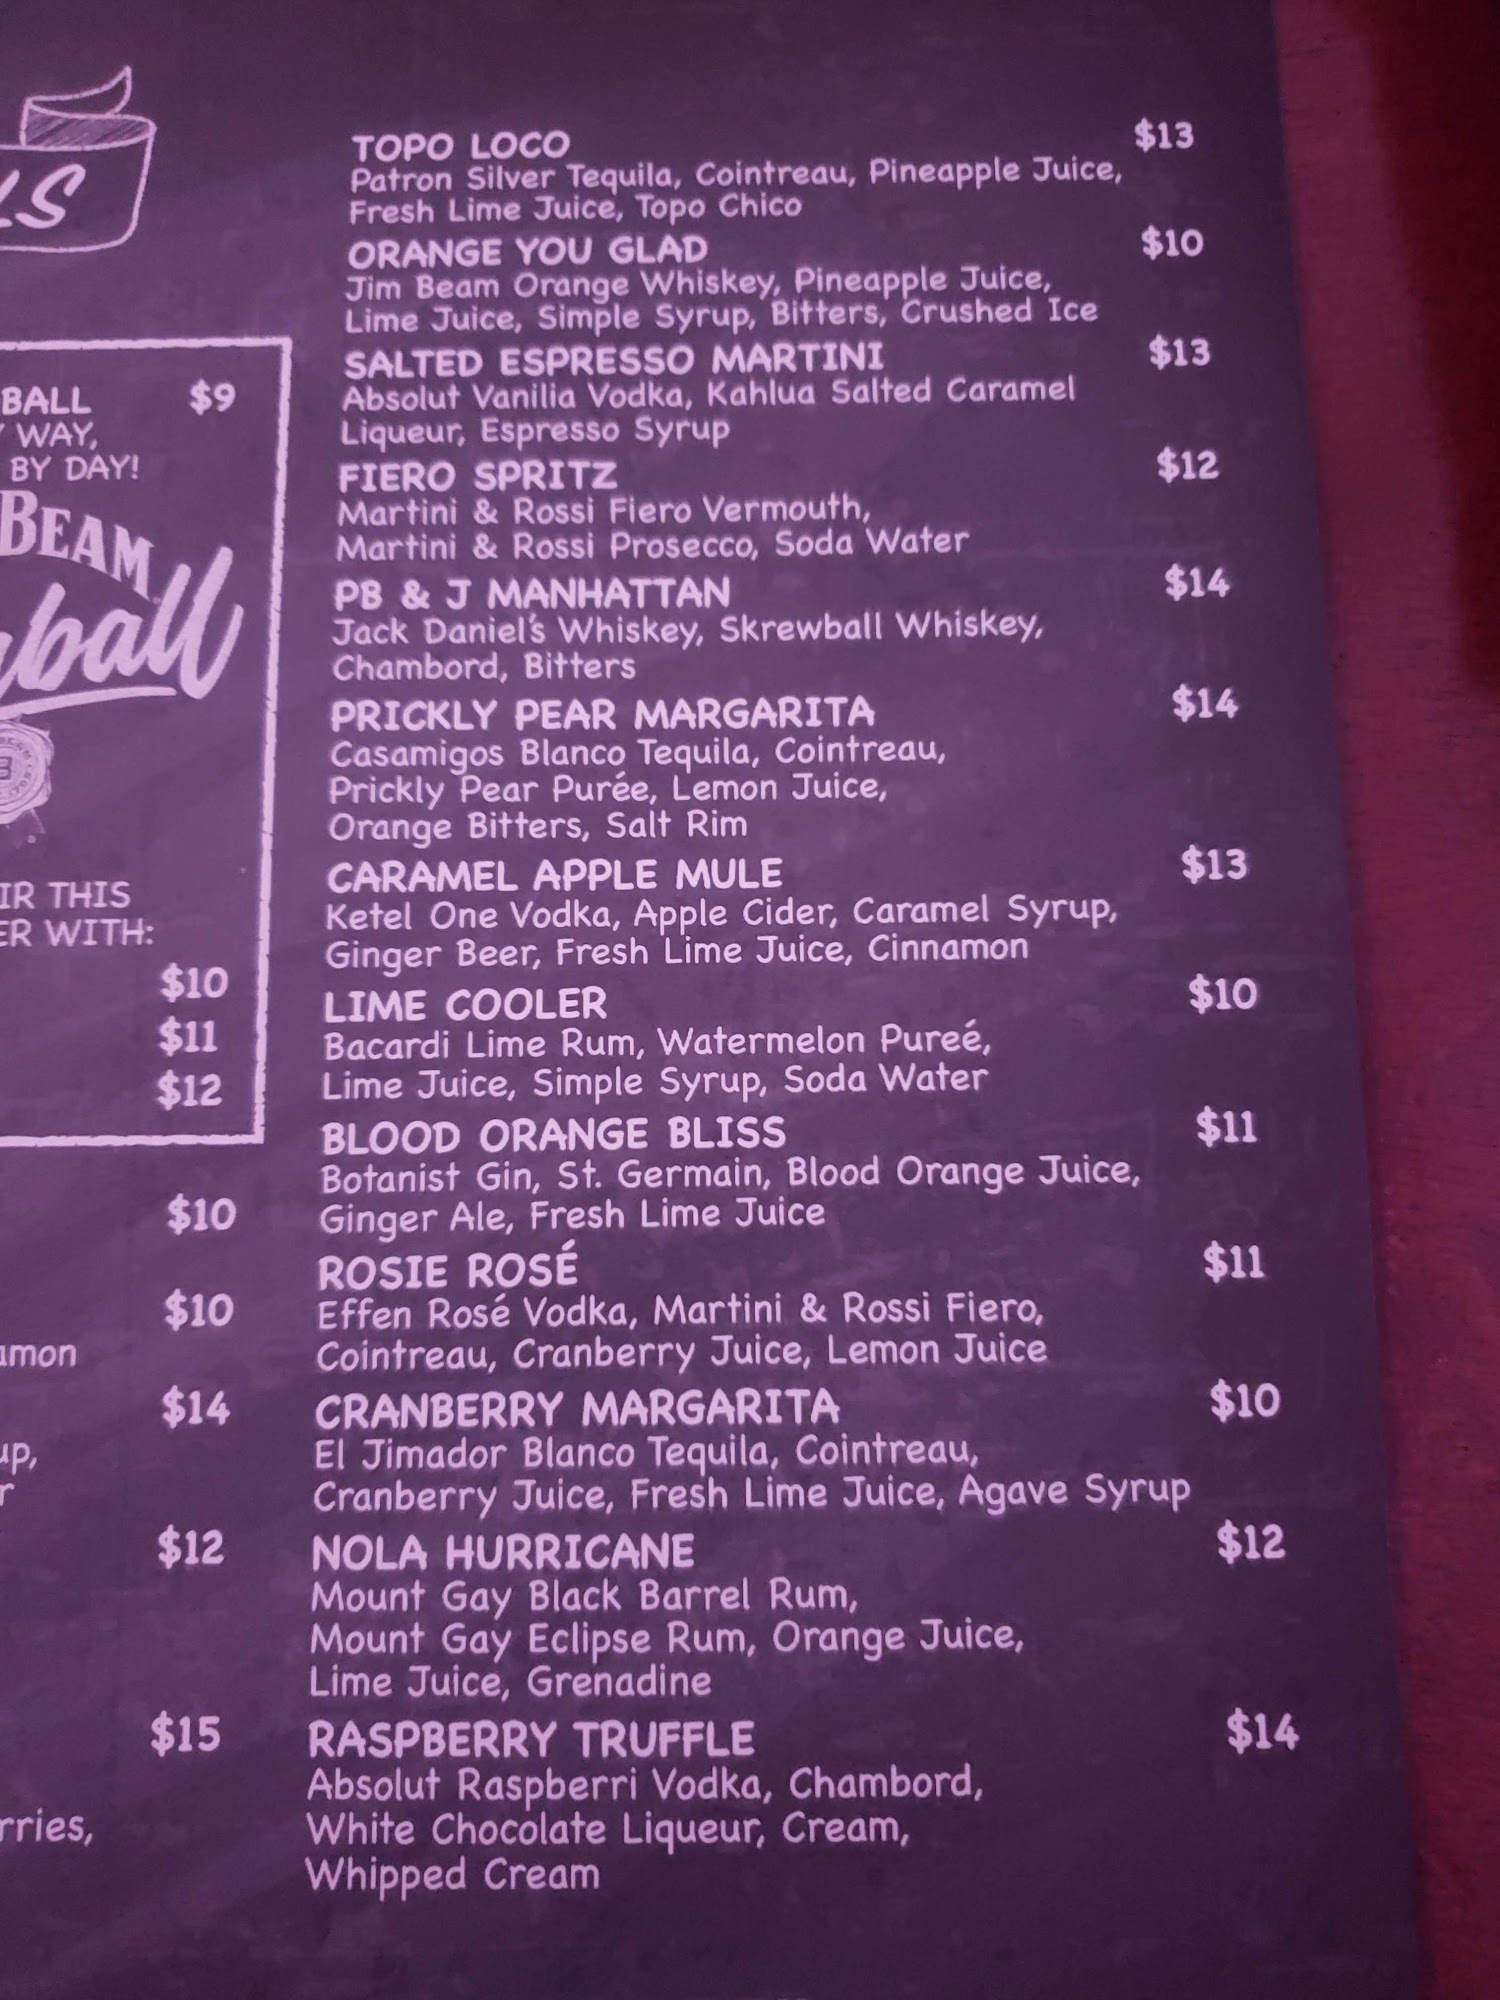 LS
BALL $9
WAY,
BY DAY!
BEAM
ball
IR THIS
ER WITH:
$10
$11
$12
$10
$10
amon
$14
up,
r
$12
$15
rries,
TOPO LOCO $13
Patron Silver Tequila, Cointreau, Pineapple Juice,
Fresh Lime Juice, Topo Chico
ORANGE YOU GLAD $10
Jim Beam Orange Whiskey, Pineapple Juice,
Lime Juice, Simple Syrup, Bitters, Crushed Ice
SALTED ESPRESSO MARTINI $13
Absolut Vanilia Vodka, Kahlua Salted Caramel
Liqueur, Espresso Syrup
FIERO SPRITZ $12
Martini & Rossi Fiero Vermouth,
Martini & Rossi Prosecco, Soda Water
PB & J MANHATTAN $14
Jack Daniel's Whiskey, Skrewball Whiskey,
Chambord, Bitters
PRICKLY PEAR MARGARITA $14
Casamigos Blanco Tequila, Cointreau,
Prickly Pear Purée, Lemon Juice,
Orange Bitters, Salt Rim
CARAMEL APPLE MULE $13
Ketel One Vodka, Apple Cider, Caramel Syrup,
Ginger Beer, Fresh Lime Juice, Cinnamon
LIME COOLER $10
Bacardi Lime Rum, Watermelon Pureé,
Lime Juice, Simple Syrup, Soda Water
BLOOD ORANGE BLISS $11
Botanist Gin, St. Germain, Blood Orange Juice,
Ginger Ale, Fresh Lime Juice
ROSIE ROSÉ $11
Effen Rosé Vodka, Martini & Rossi Fiero,
Cointreau, Cranberry Juice, Lemon Juice
CRANBERRY MARGARITA $10
El Jimador Blanco Tequila, Cointreau,
Cranberry Juice, Fresh Lime Juice, Agave Syrup
NOLA HURRICANE $12
Mount Gay Black Barrel Rum,
Mount Gay Eclipse Rum, Orange Juice,
Lime Juice, Grenadine
RASPBERRY TRUFFLE $14
Absolut Raspberri Vodka, Chambord,
White Chocolate Liqueur, Cream,
Whipped Cream